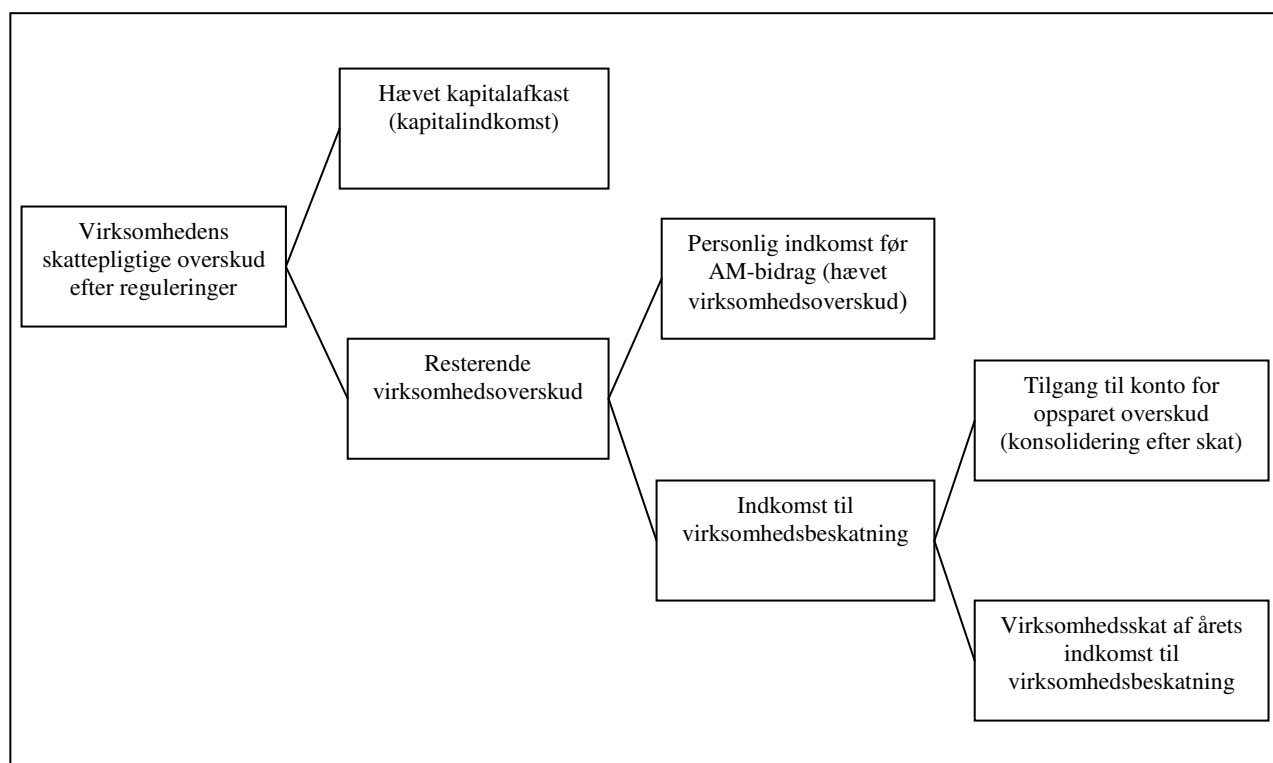 Hævet kapitalafkast
(kapitalindkomst)
Virksomhedens
skattepligtige overskud
efter reguleringer
Personlig indkomst før
AM-bidrag (hævet
virksomhedsoverskud)
Resterende
virksomhedsoverskud
Tilgang til konto for
opsparet overskud
(konsolidering efter skat)
Indkomst til
virksomhedsbeskatning
Virksomhedsskat af årets
indkomst til
virksomhedsbeskatning